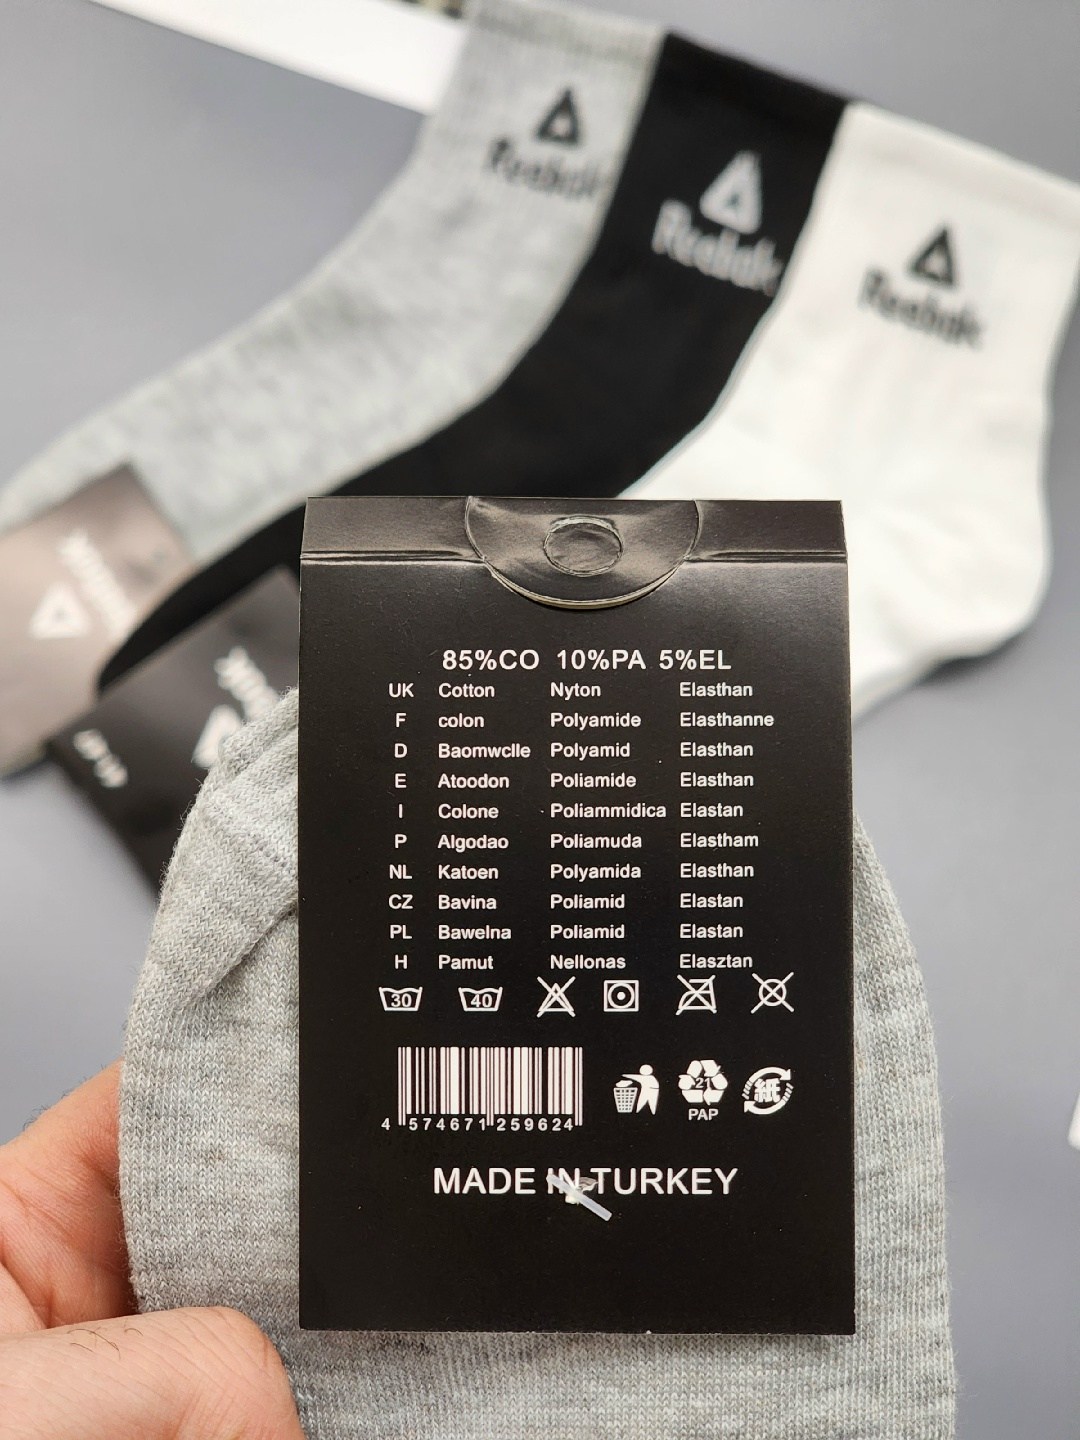 Reebok
Reebok
Reebok
85%CO 10%PA 5%EL
UK Cotton Nyton Elasthan
F colon Polyamide Elasthanne
D Baomwclle Polyamid Elasthan
E Atoodon Poliamide Elasthan
I Colone Poliammidica Elastan
P Algodao Poliamuda Elastham
NL Katoen Polyamida Elasthan
CZ Bavina Poliamid Elastan
PL Bawelna Poliamid Elastan
H Pamut Nellonas Elasztan
30 40
21
紙
PAP
4 574671 259624
MADE IN TURKEY